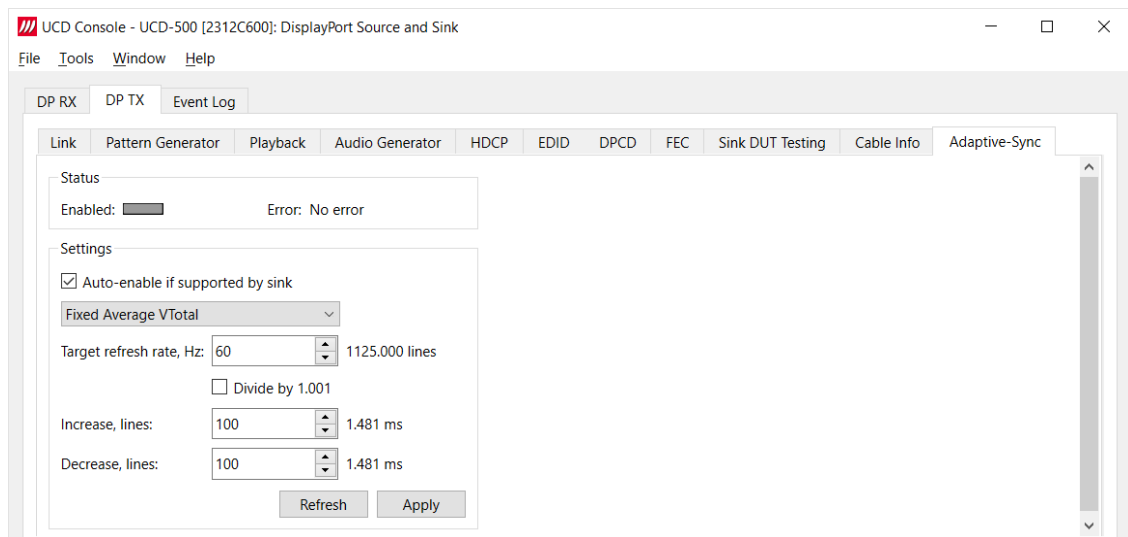 UCD Console - UCD-500 [2312C600]: DisplayPort Source and Sink
File Tools Window Help
DP RX DP TX Event Log
Link Pattern Generator Playback Audio Generator HDCP EDID DPCD FEC Sink DUT Testing Cable Info Adaptive-Sync
Status
Enabled: Error: No error
Settings
Auto-enable if supported by sink
Fixed Average VTotal
Target refresh rate, Hz: 60 1125.000 lines
Divide by 1.001
Increase, lines: 100 1.481 ms
Decrease, lines: 100 1.481 ms
Refresh Apply